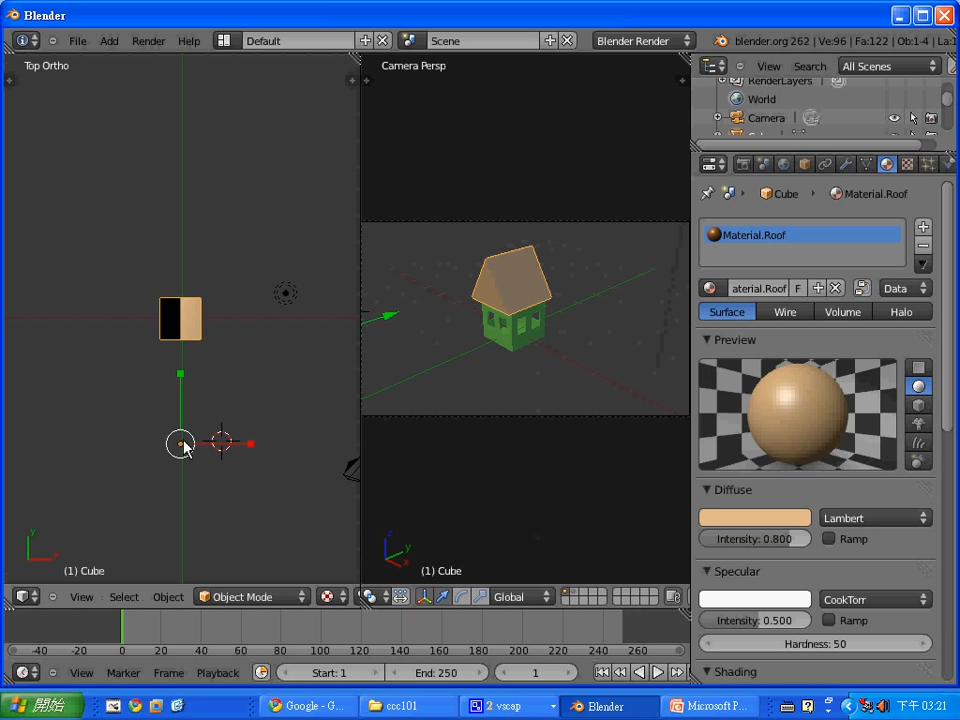 Blender
File Add Render Help Default Scene Blender Render blender.org 262 | Ve:96 | Fa:122 | Ob:1-4 | La:1
Top Ortho
Camera Persp
View Search All Scenes
RenderLayers
World
Camera
Cube Material.Roof
Material.Roof
aterial.Roof F Data
Surface Wire Volume Halo
Preview
Diffuse
Lambert
Intensity: 0.800 Ramp
Specular
CookTorr
Intensity: 0.500 Ramp
Hardness: 50
Shading
y
x
(1) Cube
z
y
x
(1) Cube
View Select Object Object Mode Global
-40 -20 0 20 40 60 80 100 120 140 160 180 200 220 240 260
View Marker Frame Playback Start: 1 End: 250 1
開始 Google - G... ccc101 2 vscap Blender Microsoft P... 下午 03:21